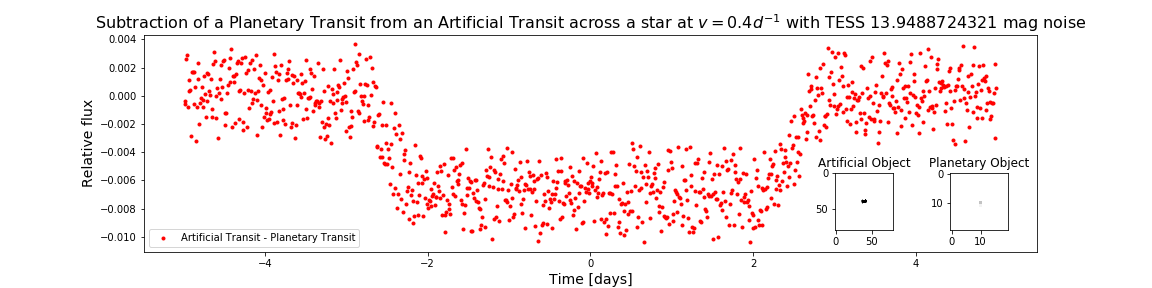 Subtraction of a Planetary Transit from an Artificial Transit across a star at v = 0.4d⁻¹ with TESS 13.9488724321 mag noise
0.004
0.002
0.000
−0.002
−0.004
−0.006
−0.008
−0.010
Relative flux
Artificial Transit - Planetary Transit
Artificial Object
0
50
0 50
Planetary Object
0
10
0 10
−4 −2 0 2 4
Time [days]